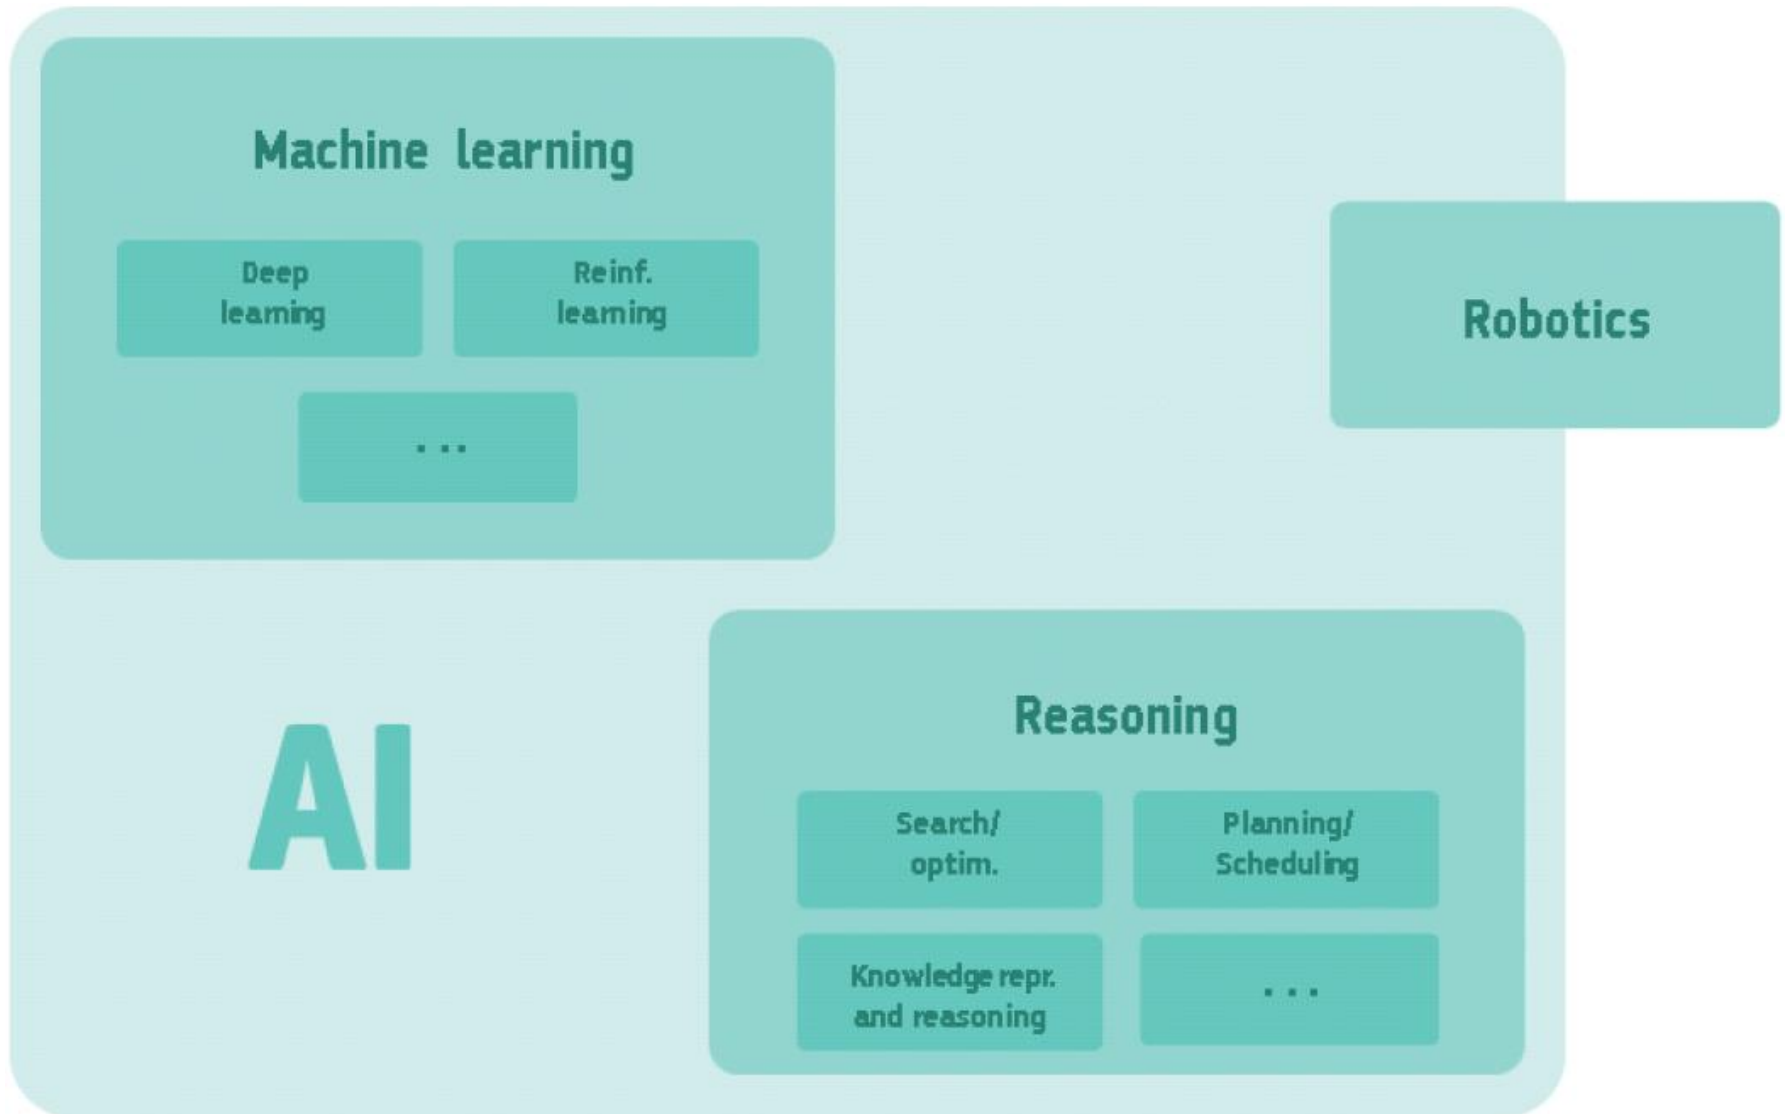 Machine learning
Deep
learning
Reinf.
learning
...
Robotics
AI
Reasoning
Search/
optim.
Planning/
Scheduling
Knowledge repr.
and reasoning
...